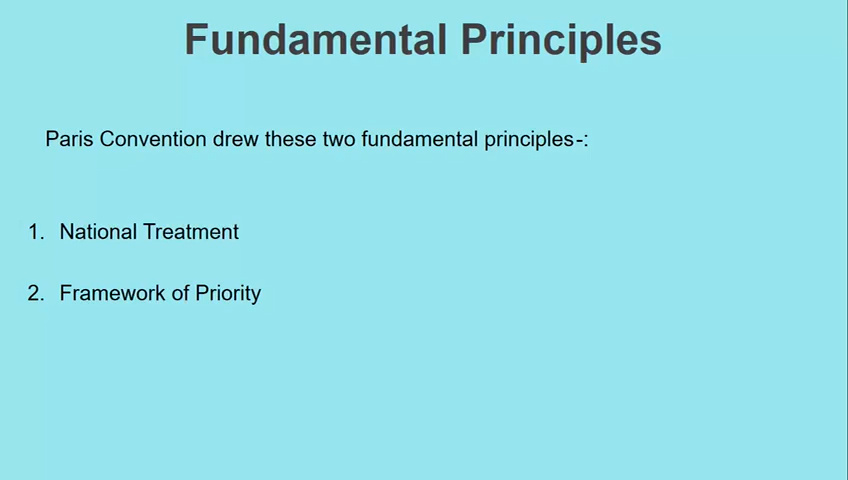 Fundamental Principles
Paris Convention drew these two fundamental principles-:
1. National Treatment
2. Framework of Priority